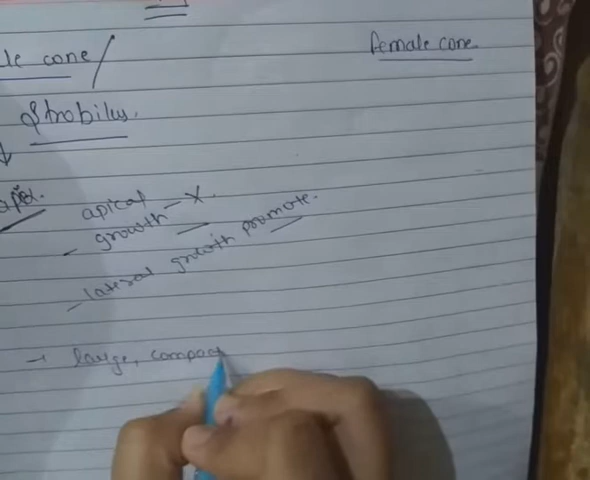 le cone/
female cone
Strobilus.
apical
growth - x.
- lateral growth promote.
→ large, compac